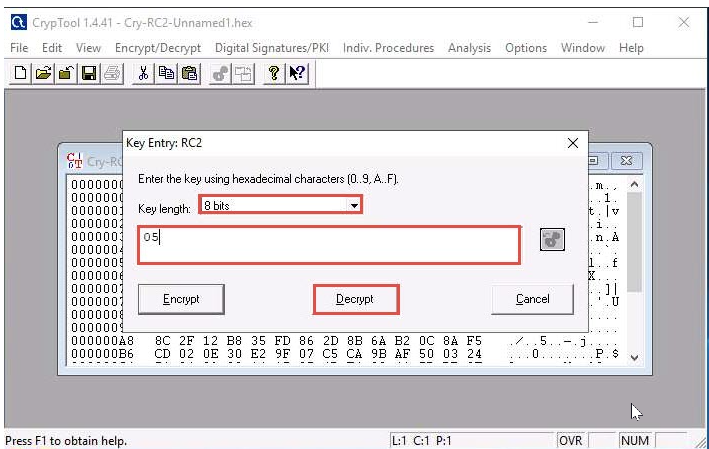 CrypTool 1.4.41 - Cry-RC2-Unnamed1.hex
File Edit View Encrypt/Decrypt Digital Signatures/PKI Indiv. Procedures Analysis Options Window Help
Key Entry: RC2
Cry-RC
Enter the key using hexadecimal characters (0..9, A..F).
Key length: 8 bits
05
Encrypt Decrypt Cancel
0000000 .m..
0000000 ..1.
0000001 t.|v
0000002 .i..
0000003 .n.À
0000004 ..`.
0000005 l..f
0000006 X...
0000007 ..]|
0000007 .'.U
0000008 ....
0000009 ....
000000A8 8C 2F 12 B8 35 FD 86 2D 8B 6A B2 0C 8A F5 ./..5..-.j....
000000B6 CD 02 0E 30 E2 9F 07 C5 CA 9B AF 50 03 24 ...0.......P.$
Press F1 to obtain help. L:1 C:1 P:1 OVR NUM